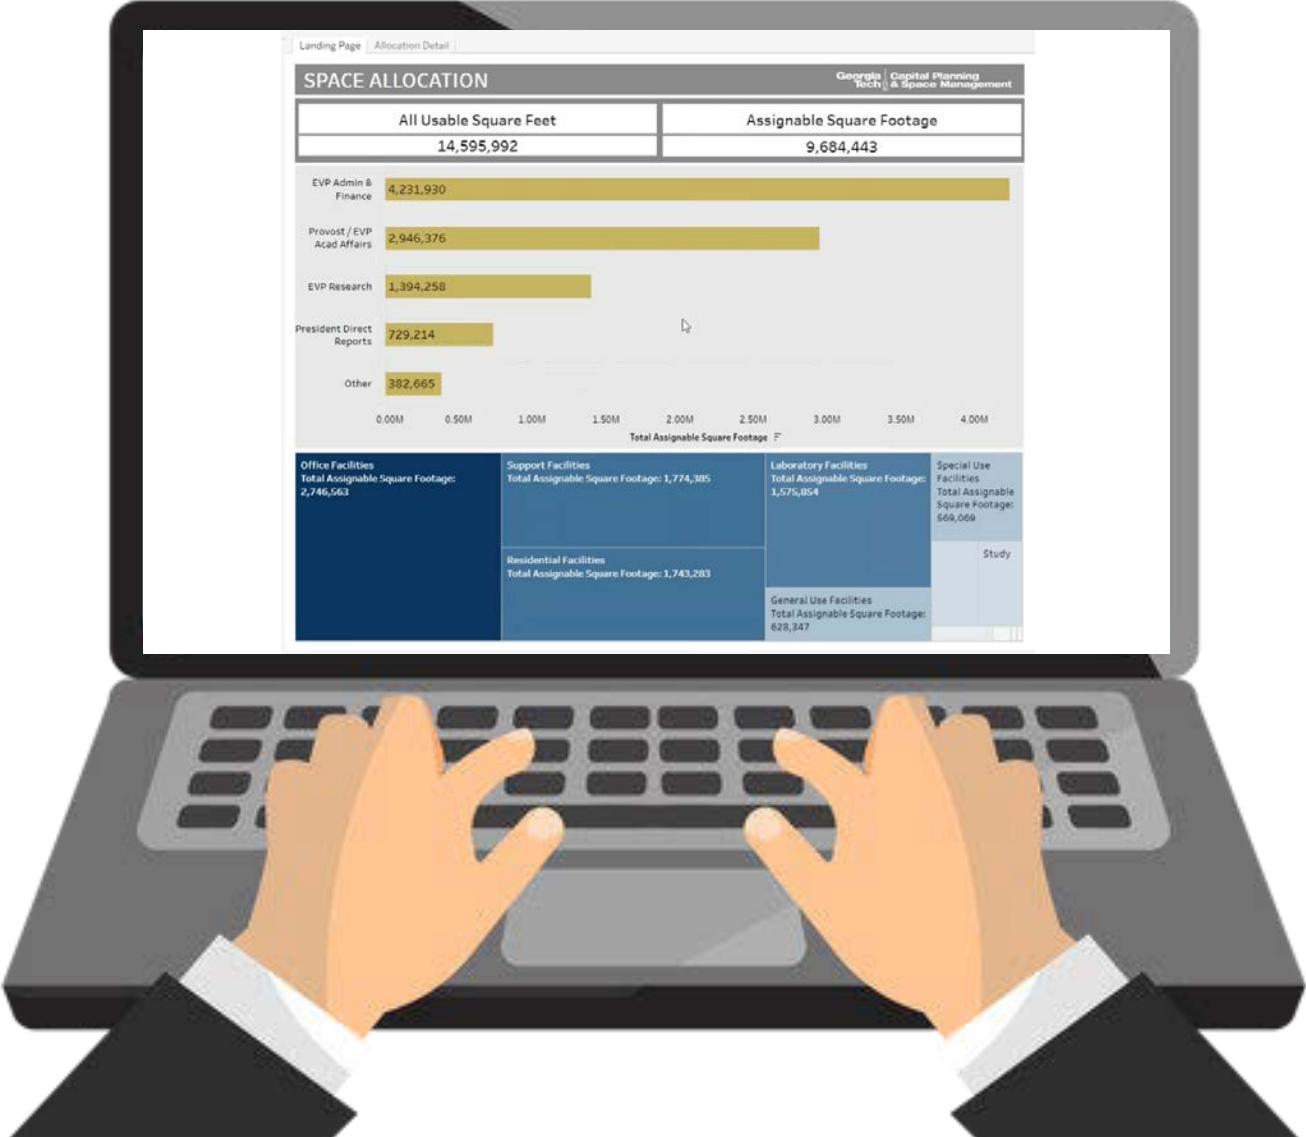 Landing Page
Allocation Detail
SPACE ALLOCATION
Georgia
Tech
Capital Planning
& Space Management
All Usable Square Feet
Assignable Square Footage
14,595,992
9,684,443
EVP Admin &
Finance
4,231,930
Provost / EVP
Acad Affairs
2,946,376
EVP Research
1,394,258
President Direct
Reports
729,214
Other
382,665
0.00M 0.50M 1.00M 1.50M 2.00M 2.50M 3.00M 3.50M 4.00M
Total Assignable Square Footage
Office Facilities
Total Assignable Square Footage:
2,746,563
Support Facilities
Total Assignable Square Footage: 1,774,385
Residential Facilities
Total Assignable Square Footage: 1,743,283
Laboratory Facilities
Total Assignable Square Footage:
1,575,854
General Use Facilities
Total Assignable Square Footage:
628,347
Special Use
Facilities
Total Assignable
Square Footage:
569,069
Study